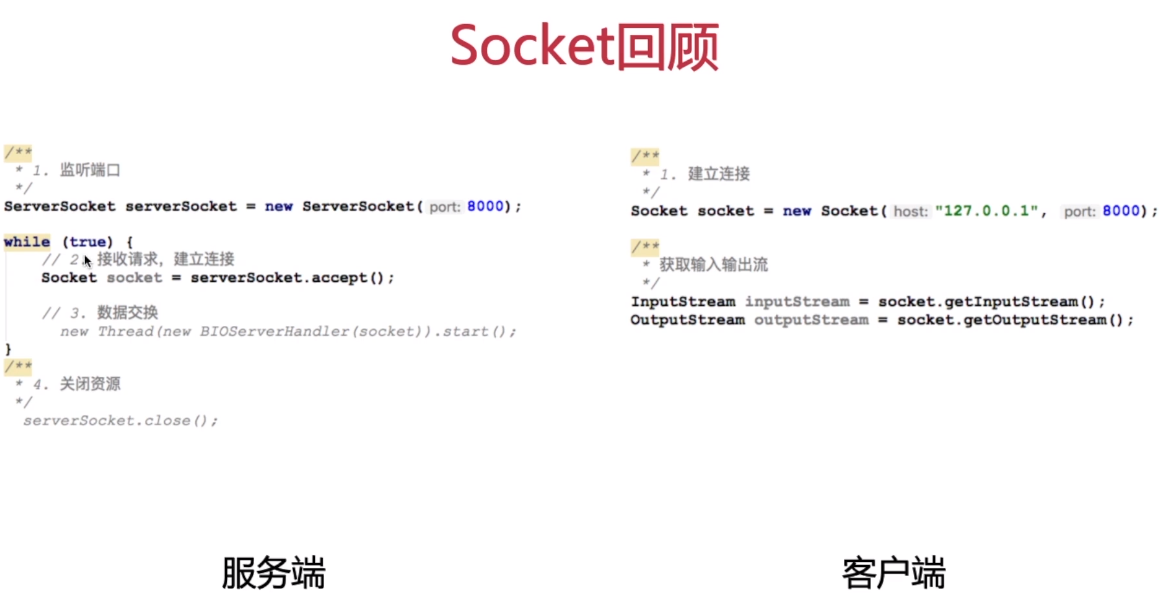 Socket回顾
/**
* 1. 监听端口
*/
ServerSocket serverSocket = new ServerSocket( port: 8000);
while (true) {
// 2. 接收请求，建立连接
Socket socket = serverSocket.accept();
// 3. 数据交换
new Thread(new BIOServerHandler(socket)).start();
}
/**
* 4. 关闭资源
*/
serverSocket.close();
服务端
/**
* 1. 建立连接
*/
Socket socket = new Socket( host: "127.0.0.1", port: 8000);
/**
* 获取输入输出流
*/
InputStream inputStream = socket.getInputStream();
OutputStream outputStream = socket.getOutputStream();
客户端